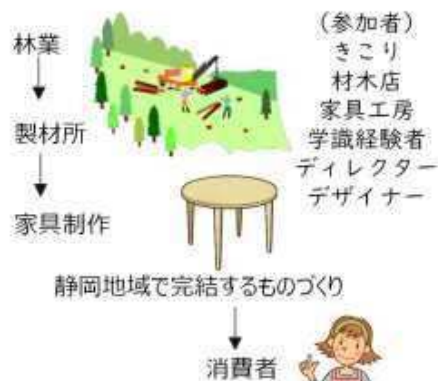 林業
製材所
家具制作
(参加者)
きこり
材木店
家具工房
学識経験者
ディレクター
デザイナー
静岡地域で完結するものづくり
消費者